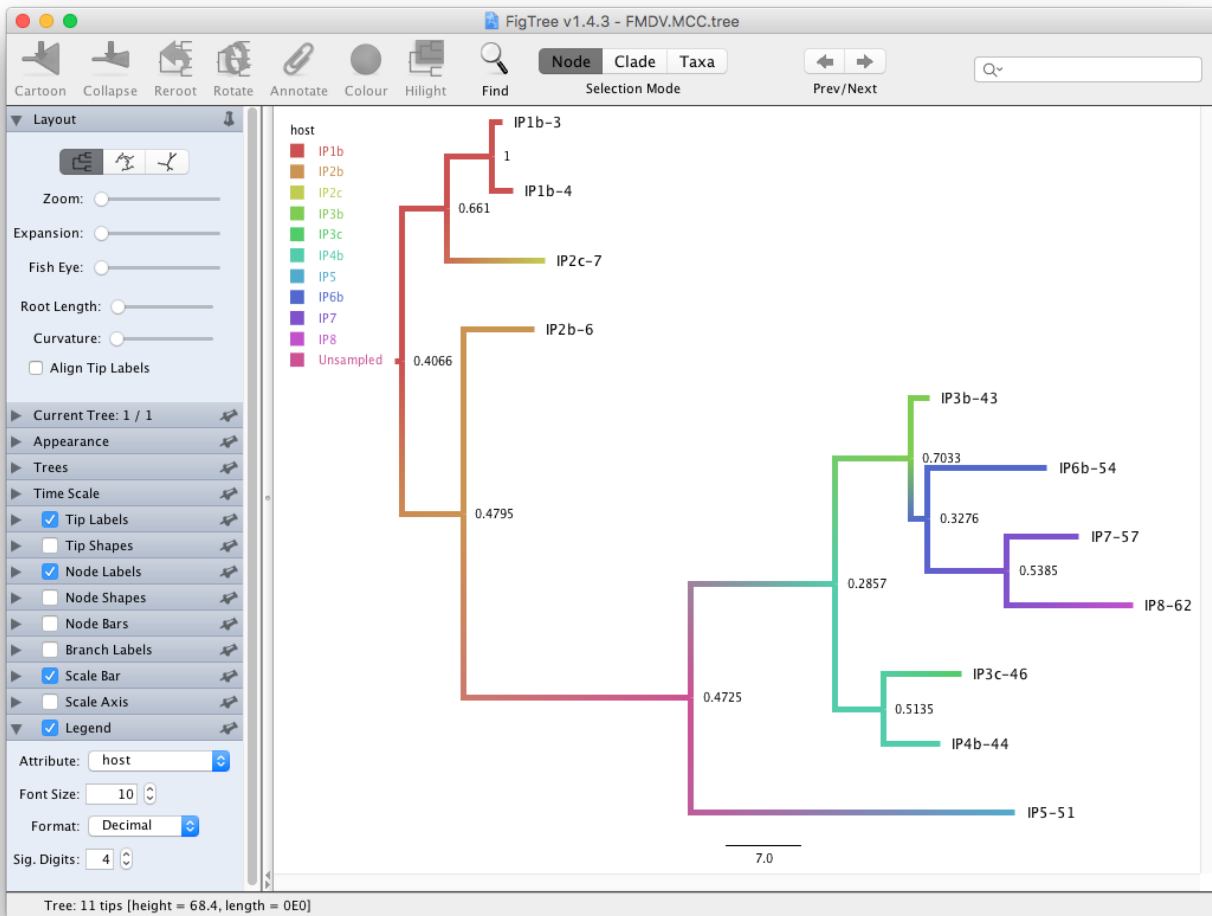 FigTree v1.4.3 - FMDV.MCC.tree
Cartoon Collapse Reroot Rotate Annotate Colour Hilight Find
Node Clade Taxa
Selection Mode
Prev/Next
Layout
Zoom:
Expansion:
Fish Eye:
Root Length:
Curvature:
Align Tip Labels
Current Tree: 1 / 1
Appearance
Trees
Time Scale
Tip Labels
Tip Shapes
Node Labels
Node Shapes
Node Bars
Branch Labels
Scale Bar
Scale Axis
Legend
Attribute: host
Font Size: 10
Format: Decimal
Sig. Digits: 4
host
IP1b
IP2b
IP2c
IP3b
IP3c
IP4b
IP5
IP6b
IP7
IP8
Unsampled
IP1b-3
1
IP1b-4
0.661
IP2c-7
IP2b-6
0.4066
IP3b-43
0.7033
IP6b-54
0.4795
0.3276
IP7-57
0.5385
0.2857
IP8-62
IP3c-46
0.4725
0.5135
IP4b-44
IP5-51
7.0
Tree: 11 tips [height = 68.4, length = 0E0]